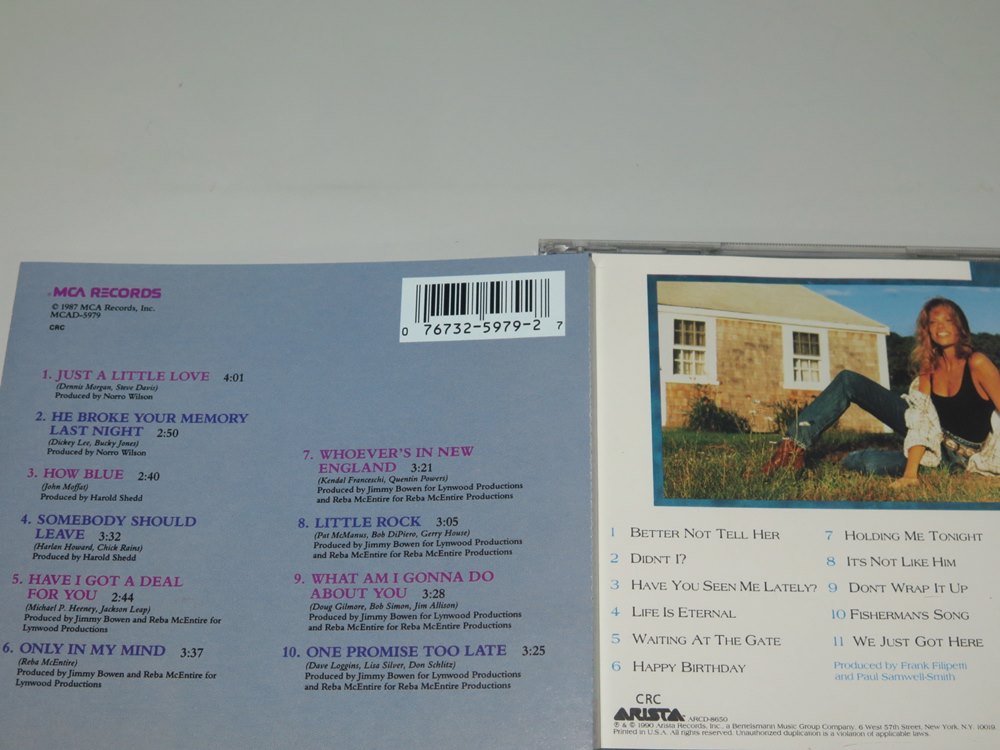 MCA RECORDS
© 1987 MCA Records, Inc.
MCAD-5979
CRC
0 76732-5979-2 7
1. JUST A LITTLE LOVE 4:01
(Dennis Morgan, Steve Davis)
Produced by Norro Wilson
2. HE BROKE YOUR MEMORY
LAST NIGHT 2:50
(Dickey Lee, Bucky Jones)
Produced by Norro Wilson
3. HOW BLUE 2:40
(John Moffat)
Produced by Harold Shedd
4. SOMEBODY SHOULD
LEAVE 3:32
(Harlan Howard, Chick Rains)
Produced by Harold Shedd
5. HAVE I GOT A DEAL
FOR YOU 2:44
(Michael P. Heeney, Jackson Leap)
Produced by Jimmy Bowen and Reba McEntire for
Lynwood Productions
6. ONLY IN MY MIND 3:37
(Reba McEntire)
Produced by Jimmy Bowen and Reba McEntire for
Lynwood Productions
7. WHOEVER'S IN NEW
ENGLAND 3:21
(Kendal Franceschi, Quentin Powers)
Produced by Jimmy Bowen for Lynwood Productions
and Reba McEntire for Reba McEntire Productions
8. LITTLE ROCK 3:05
(Pat McManus, Bob DiPiero, Gerry House)
Produced by Jimmy Bowen for Lynwood Productions
and Reba McEntire for Reba McEntire Productions
9. WHAT AM I GONNA DO
ABOUT YOU 3:28
(Doug Gilmore, Bob Simon, Jim Allison)
Produced by Jimmy Bowen for Lynwood Productions
and Reba McEntire for Reba McEntire Productions
10. ONE PROMISE TOO LATE 3:25
(Dave Loggins, Lisa Silver, Don Schlitz)
Produced by Jimmy Bowen for Lynwood Productions
and Reba McEntire for Reba McEntire Productions
1 BETTER NOT TELL HER
2 DIDN'T I?
3 HAVE YOU SEEN ME LATELY?
4 LIFE IS ETERNAL
5 WAITING AT THE GATE
6 HAPPY BIRTHDAY
7 HOLDING ME TONIGHT
8 IT'S NOT LIKE HIM
9 DON'T WRAP IT UP
10 FISHERMAN'S SONG
11 WE JUST GOT HERE
Produced by Frank Filipetti
and Paul Samwell-Smith
CRC
ARISTA ARCD-8650
℗ & © 1990 Arista Records, Inc., a Bertelsmann Music Group Company, 6 West 57th Street, New York, N.Y. 10019.
Printed in U.S.A. All rights reserved. Unauthorized duplication is a violation of applicable laws.